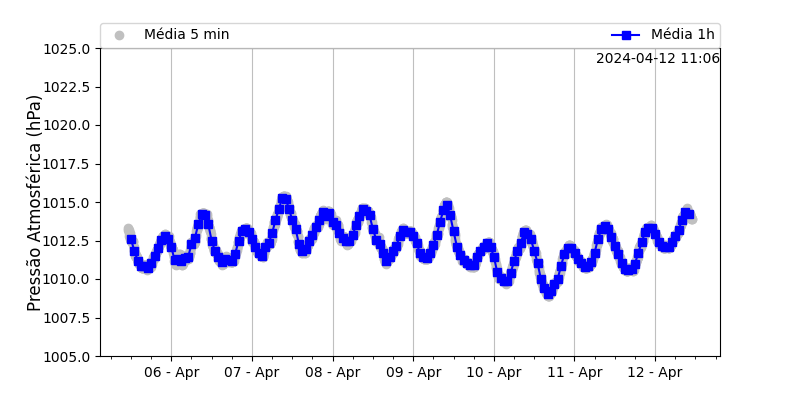 Média 5 min
Média 1h
2024-04-12 11:06
Pressão Atmosférica (hPa)
1025.0
1022.5
1020.0
1017.5
1015.0
1012.5
1010.0
1007.5
1005.0
06 - Apr
07 - Apr
08 - Apr
09 - Apr
10 - Apr
11 - Apr
12 - Apr